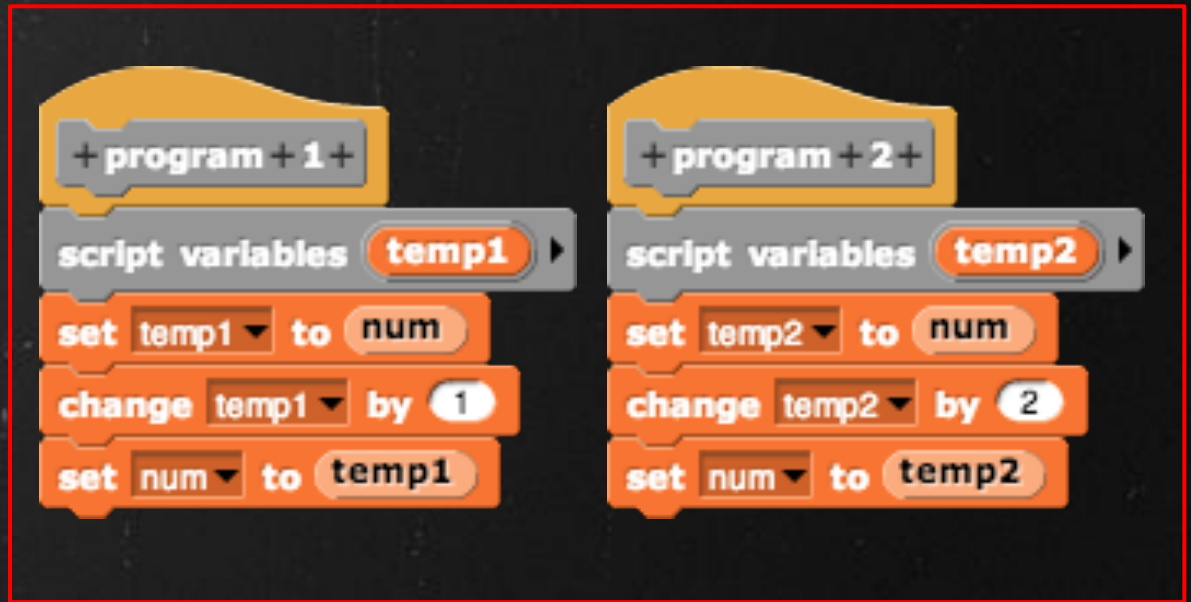 +program+1+
script variables temp1
set temp1 to num
change temp1 by 1
set num to temp1
+program+2+
script variables temp2
set temp2 to num
change temp2 by 2
set num to temp2